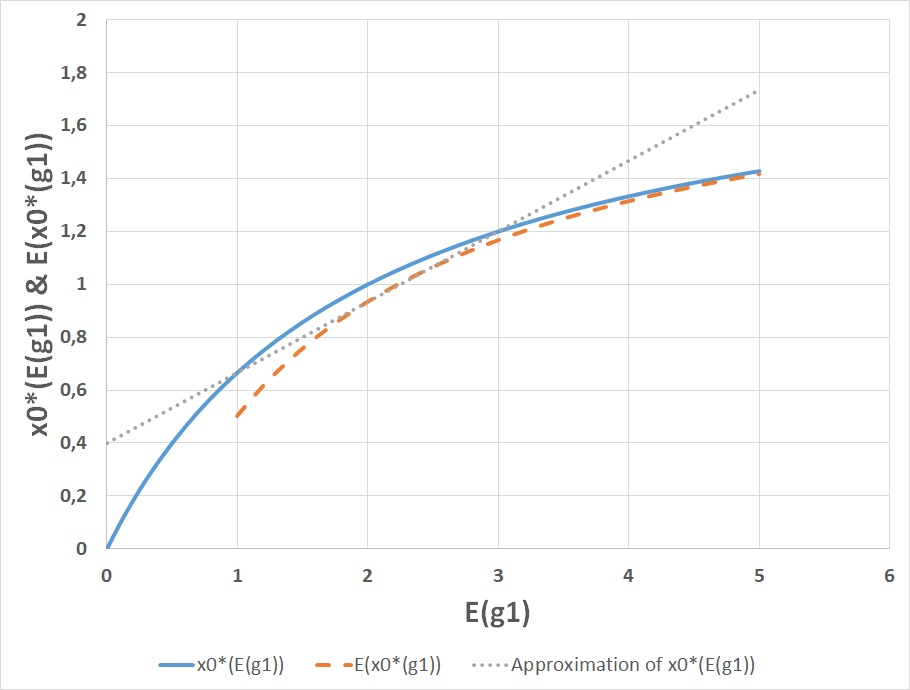 x0*(E(g1)) & E(x0*(g1))
2
1,8
1,6
1,4
1,2
1
0,8
0,6
0,4
0,2
0
0 1 2 3 4 5 6
E(g1)
x0*(E(g1)) E(x0*(g1)) Approximation of x0*(E(g1))